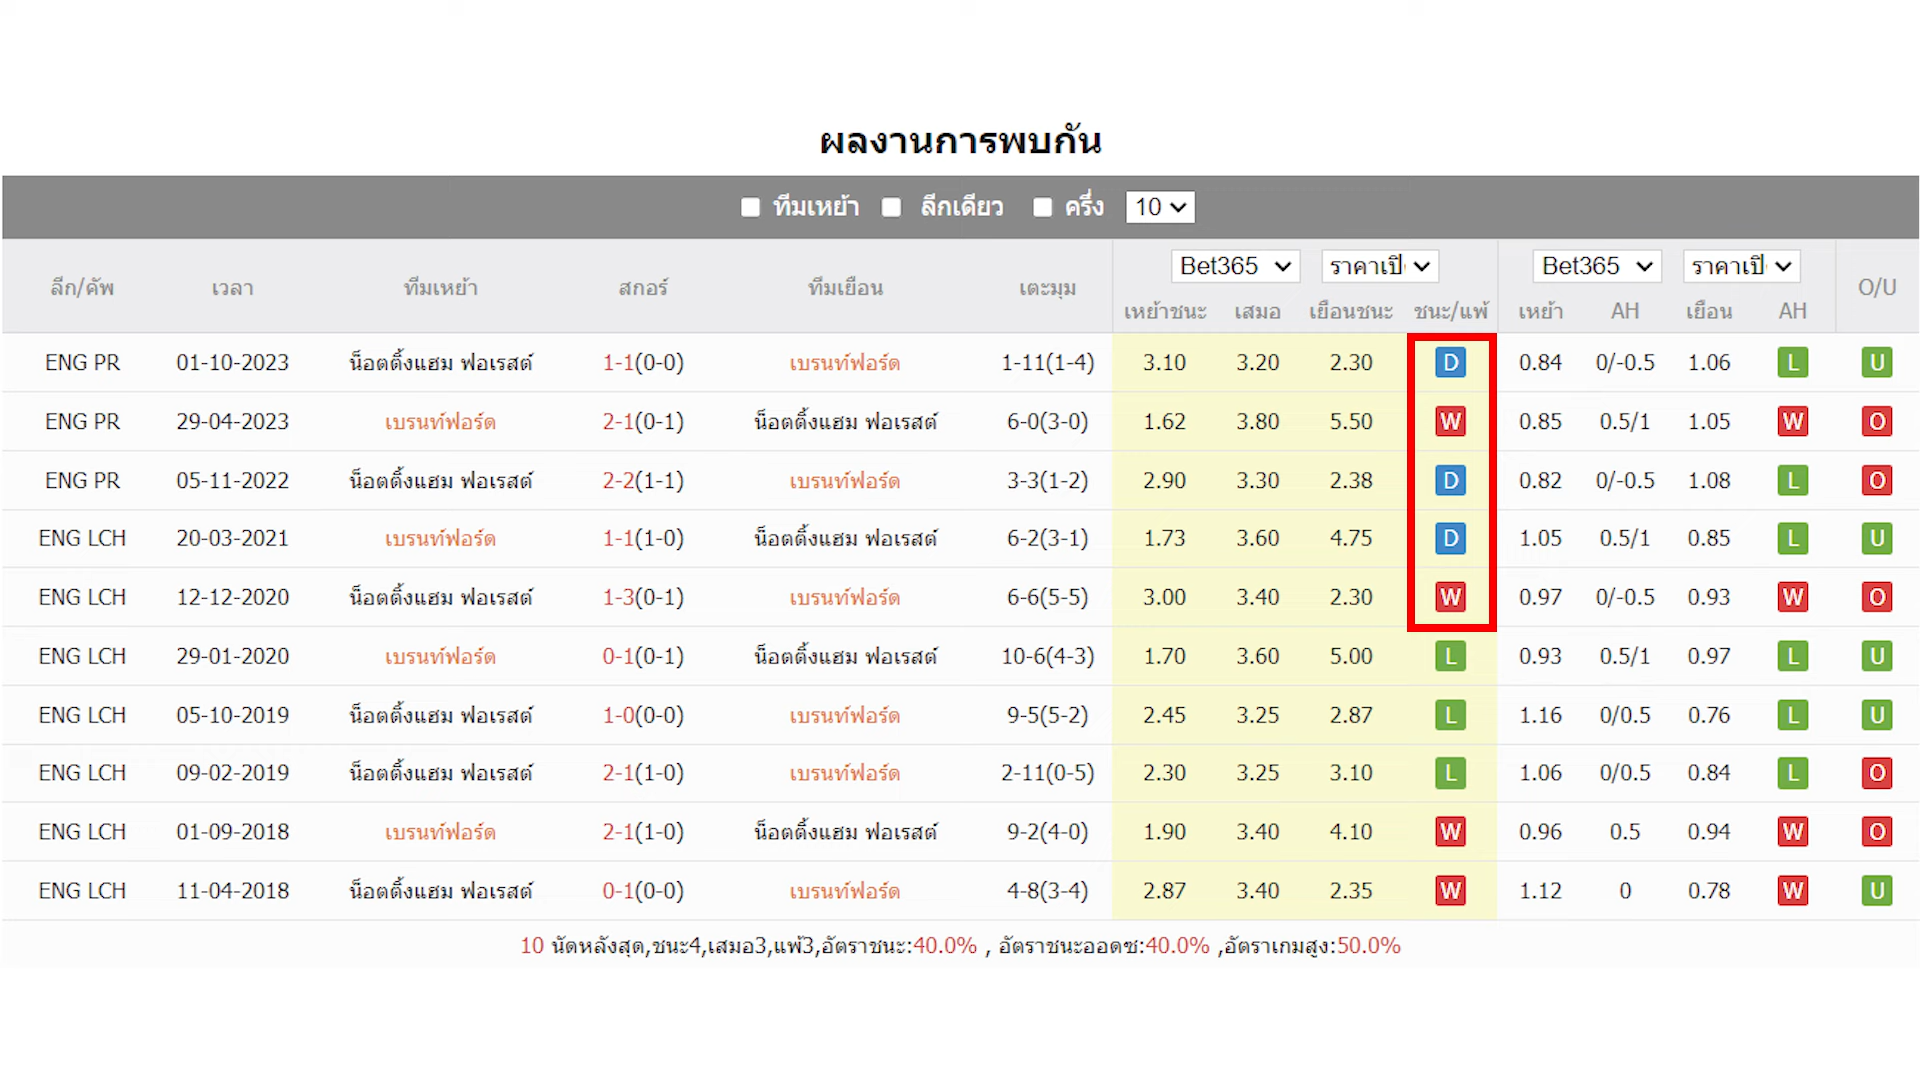 ผลงานการพบกัน
ทีมเหย้า ลีกเดียว ครึ่ง 10
Bet365 ราคาเปิ Bet365 ราคาเปิ
ลีก/คัพ เวลา ทีมเหย้า สกอร์ ทีมเยือน เตะมุม เหย้าชนะ เสมอ เยือนชนะ ชนะ/แพ้ เหย้า AH เยือน AH O/U
ENG PR 01-10-2023 น็อตติ้งแฮม ฟอเรสต์ 1-1(0-0) เบรนท์ฟอร์ด 1-11(1-4) 3.10 3.20 2.30 D 0.84 0/-0.5 1.06 L U
ENG PR 29-04-2023 เบรนท์ฟอร์ด 2-1(0-1) น็อตติ้งแฮม ฟอเรสต์ 6-0(3-0) 1.62 3.80 5.50 W 0.85 0.5/1 1.05 W O
ENG PR 05-11-2022 น็อตติ้งแฮม ฟอเรสต์ 2-2(1-1) เบรนท์ฟอร์ด 3-3(1-2) 2.90 3.30 2.38 D 0.82 0/-0.5 1.08 L O
ENG LCH 20-03-2021 เบรนท์ฟอร์ด 1-1(1-0) น็อตติ้งแฮม ฟอเรสต์ 6-2(3-1) 1.73 3.60 4.75 D 1.05 0.5/1 0.85 L U
ENG LCH 12-12-2020 น็อตติ้งแฮม ฟอเรสต์ 1-3(0-1) เบรนท์ฟอร์ด 6-6(5-5) 3.00 3.40 2.30 W 0.97 0/-0.5 0.93 W O
ENG LCH 29-01-2020 เบรนท์ฟอร์ด 0-1(0-1) น็อตติ้งแฮม ฟอเรสต์ 10-6(4-3) 1.70 3.60 5.00 L 0.93 0.5/1 0.97 L U
ENG LCH 05-10-2019 น็อตติ้งแฮม ฟอเรสต์ 1-0(0-0) เบรนท์ฟอร์ด 9-5(5-2) 2.45 3.25 2.87 L 1.16 0/0.5 0.76 L U
ENG LCH 09-02-2019 น็อตติ้งแฮม ฟอเรสต์ 2-1(1-0) เบรนท์ฟอร์ด 2-11(0-5) 2.30 3.25 3.10 L 1.06 0/0.5 0.84 L O
ENG LCH 01-09-2018 เบรนท์ฟอร์ด 2-1(1-0) น็อตติ้งแฮม ฟอเรสต์ 9-2(4-0) 1.90 3.40 4.10 W 0.96 0.5 0.94 W O
ENG LCH 11-04-2018 น็อตติ้งแฮม ฟอเรสต์ 0-1(0-0) เบรนท์ฟอร์ด 4-8(3-4) 2.87 3.40 2.35 W 1.12 0 0.78 W U
10 นัดหลังสุด,ชนะ4,เสมอ3,แพ้3,อัตราชนะ:40.0% , อัตราชนะออดซ:40.0% ,อัตราเกมสูง:50.0%